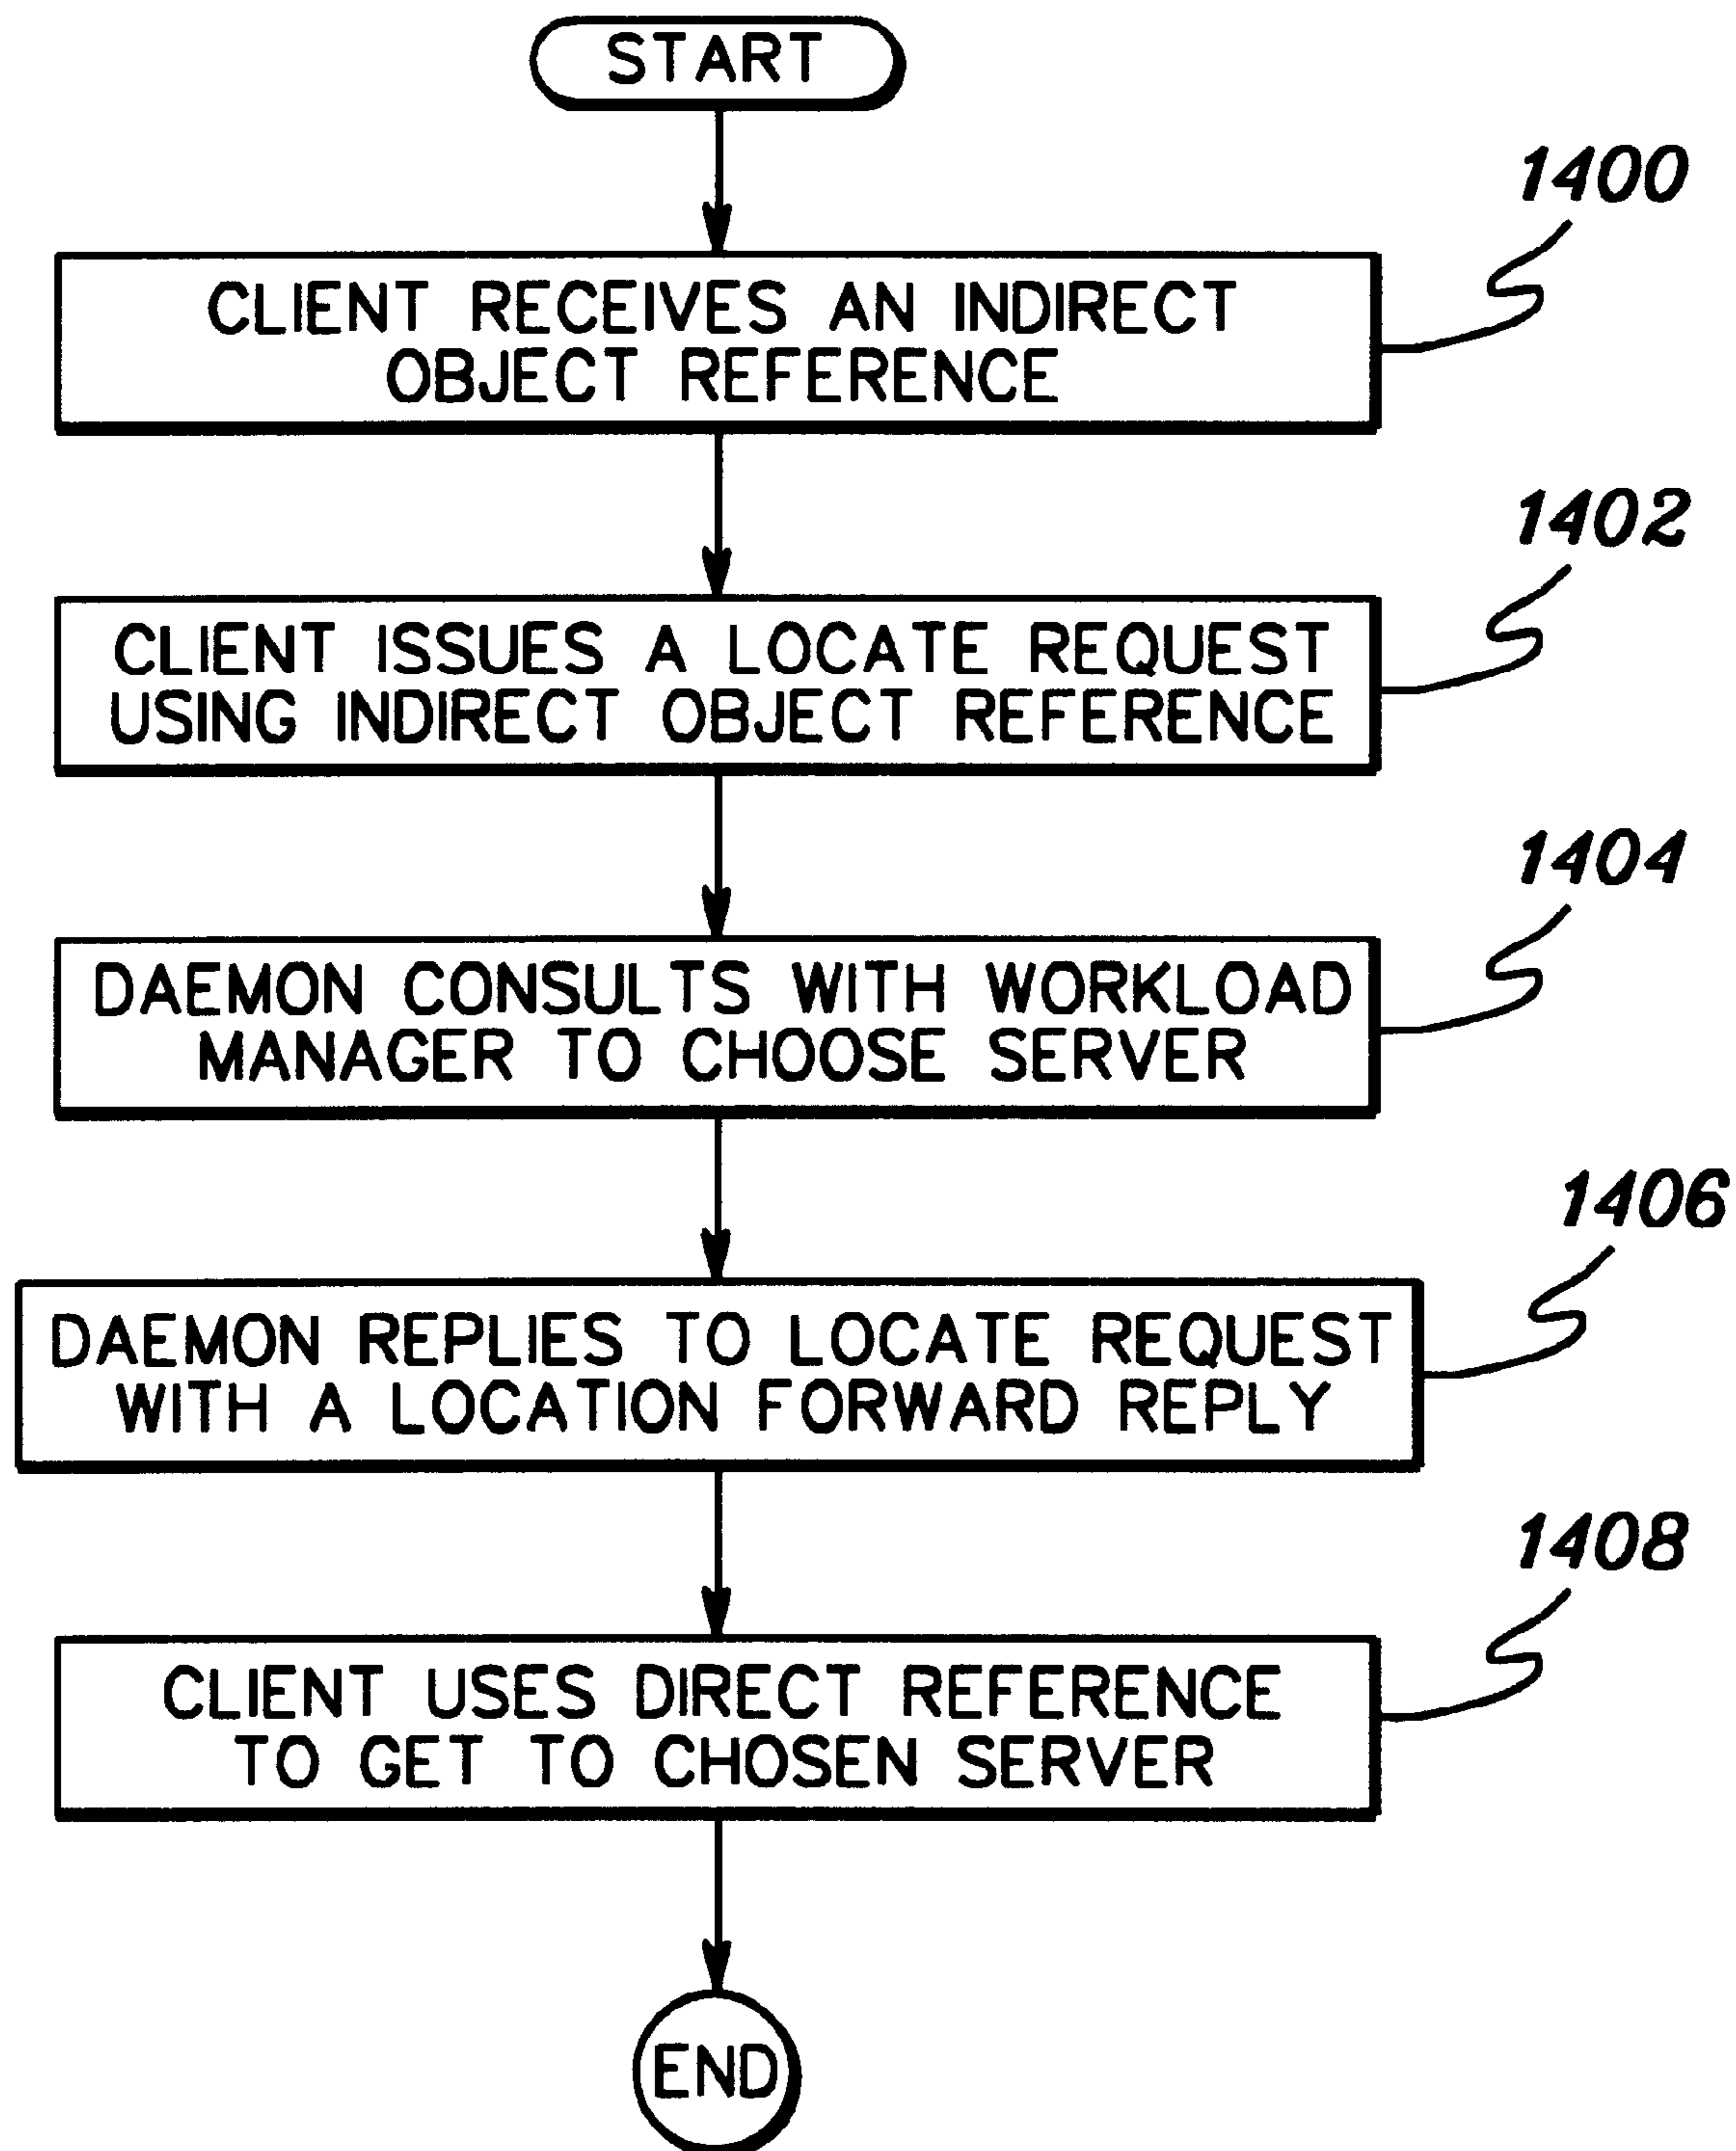 START
1400
CLIENT RECEIVES AN INDIRECT
OBJECT REFERENCE
1402
CLIENT ISSUES A LOCATE REQUEST
USING INDIRECT OBJECT REFERENCE
1404
DAEMON CONSULTS WITH WORKLOAD
MANAGER TO CHOOSE SERVER
1406
DAEMON REPLIES TO LOCATE REQUEST
WITH A LOCATION FORWARD REPLY
1408
CLIENT USES DIRECT REFERENCE
TO GET TO CHOSEN SERVER
END